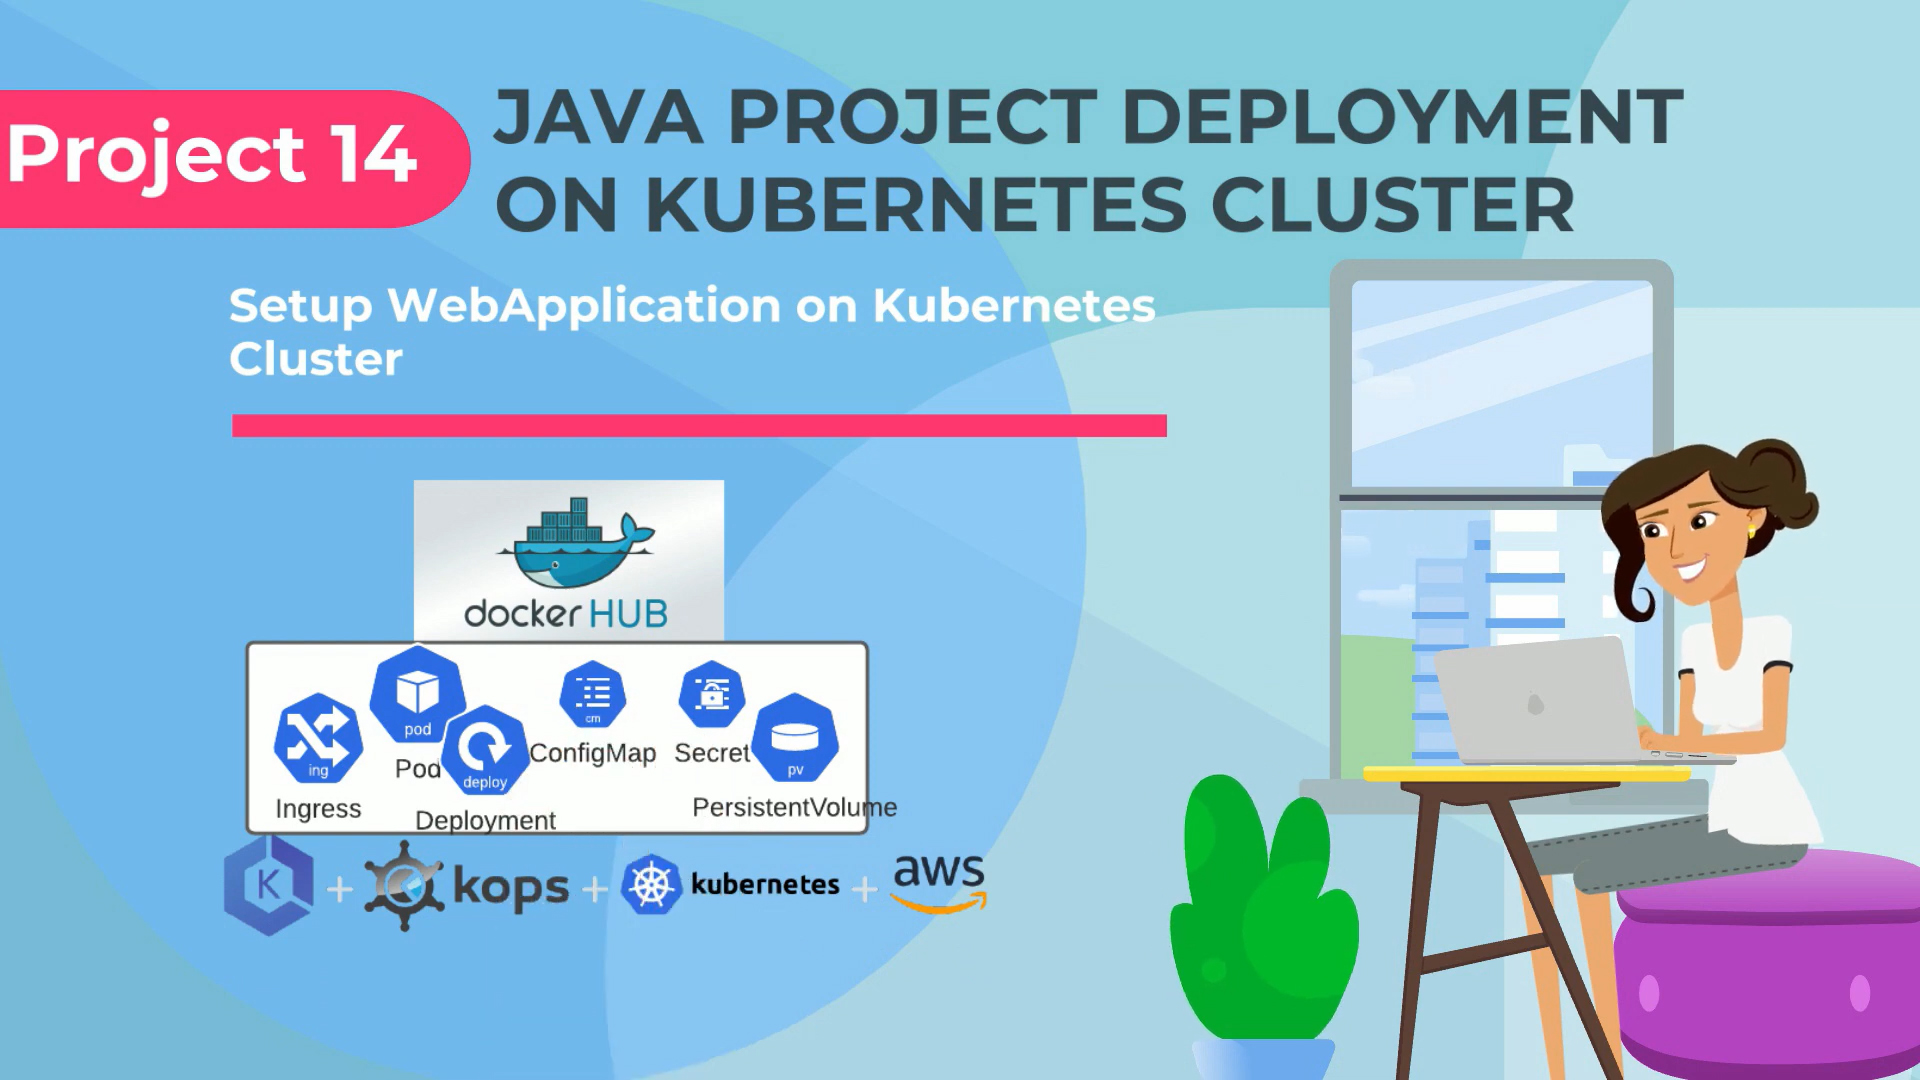 Project 14
JAVA PROJECT DEPLOYMENT
ON KUBERNETES CLUSTER
Setup WebApplication on Kubernetes
Cluster
docker HUB
pod
cm
ing
deploy
pv
Pod
ConfigMap
Secret
Ingress
Deployment
PersistentVolume
K
+
kops
+
kubernetes
+
aws